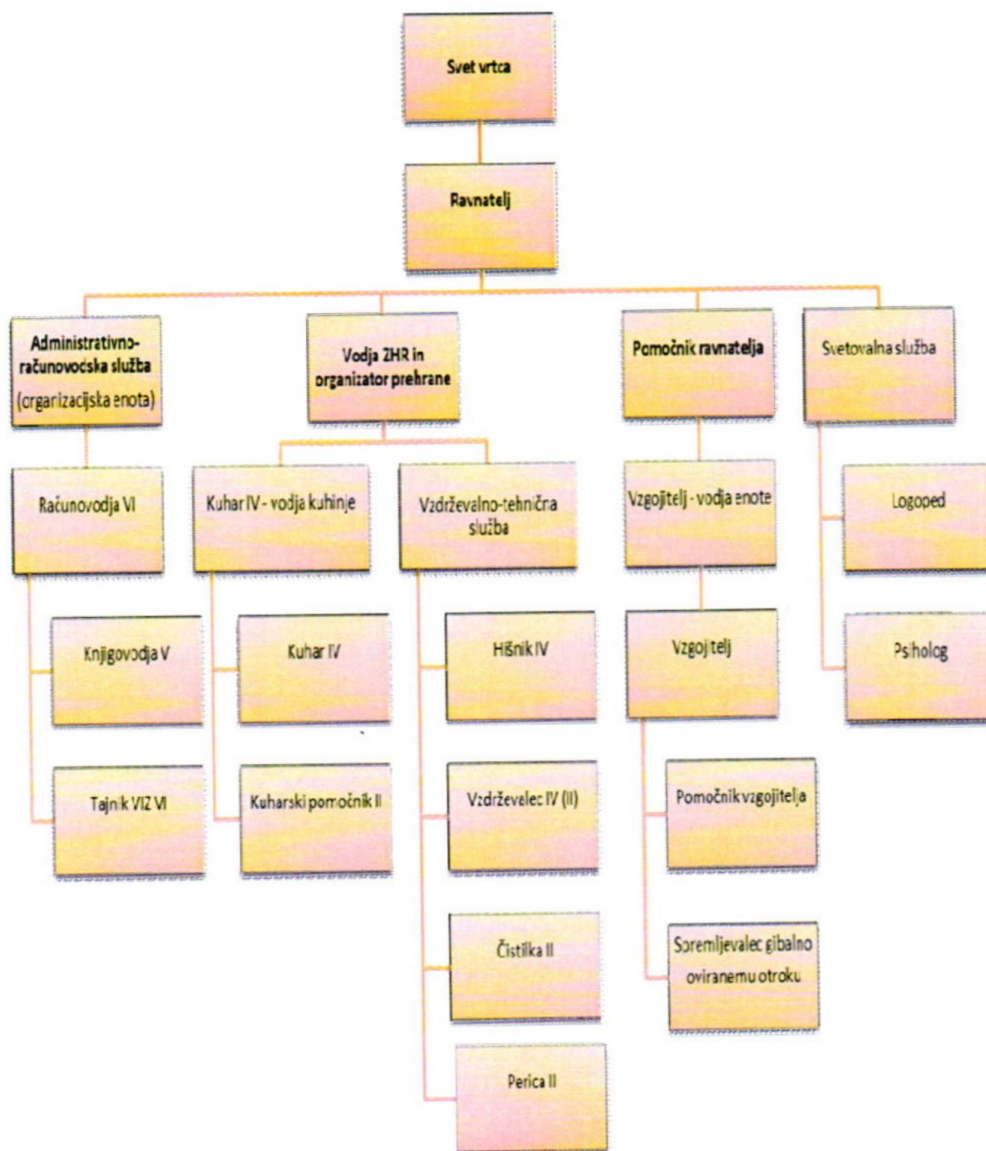 Svet vrtca
Ravnatelj
Administrativno-
računovodska služba
(organizacijska enota)
Vodja ZHR in
organizator prehrane
Pomočnik ravnatelja
Svetovalna služba
Računovodja VI
Kuhar IV - vodja kuhinje
Vzdrževalno-tehnična
služba
Vzgojitelj - vodja enote
Logoped
Knjigovodja V
Kuhar IV
Hišnik IV
Vzgojitelj
Psiholog
Tajnik VIZ VI
Kuharski pomočnik II
Vzdrževalec IV (II)
Pomočnik vzgojitelja
Čistilka II
Spremljevalec gibalno
oviranemu otroku
Perica II